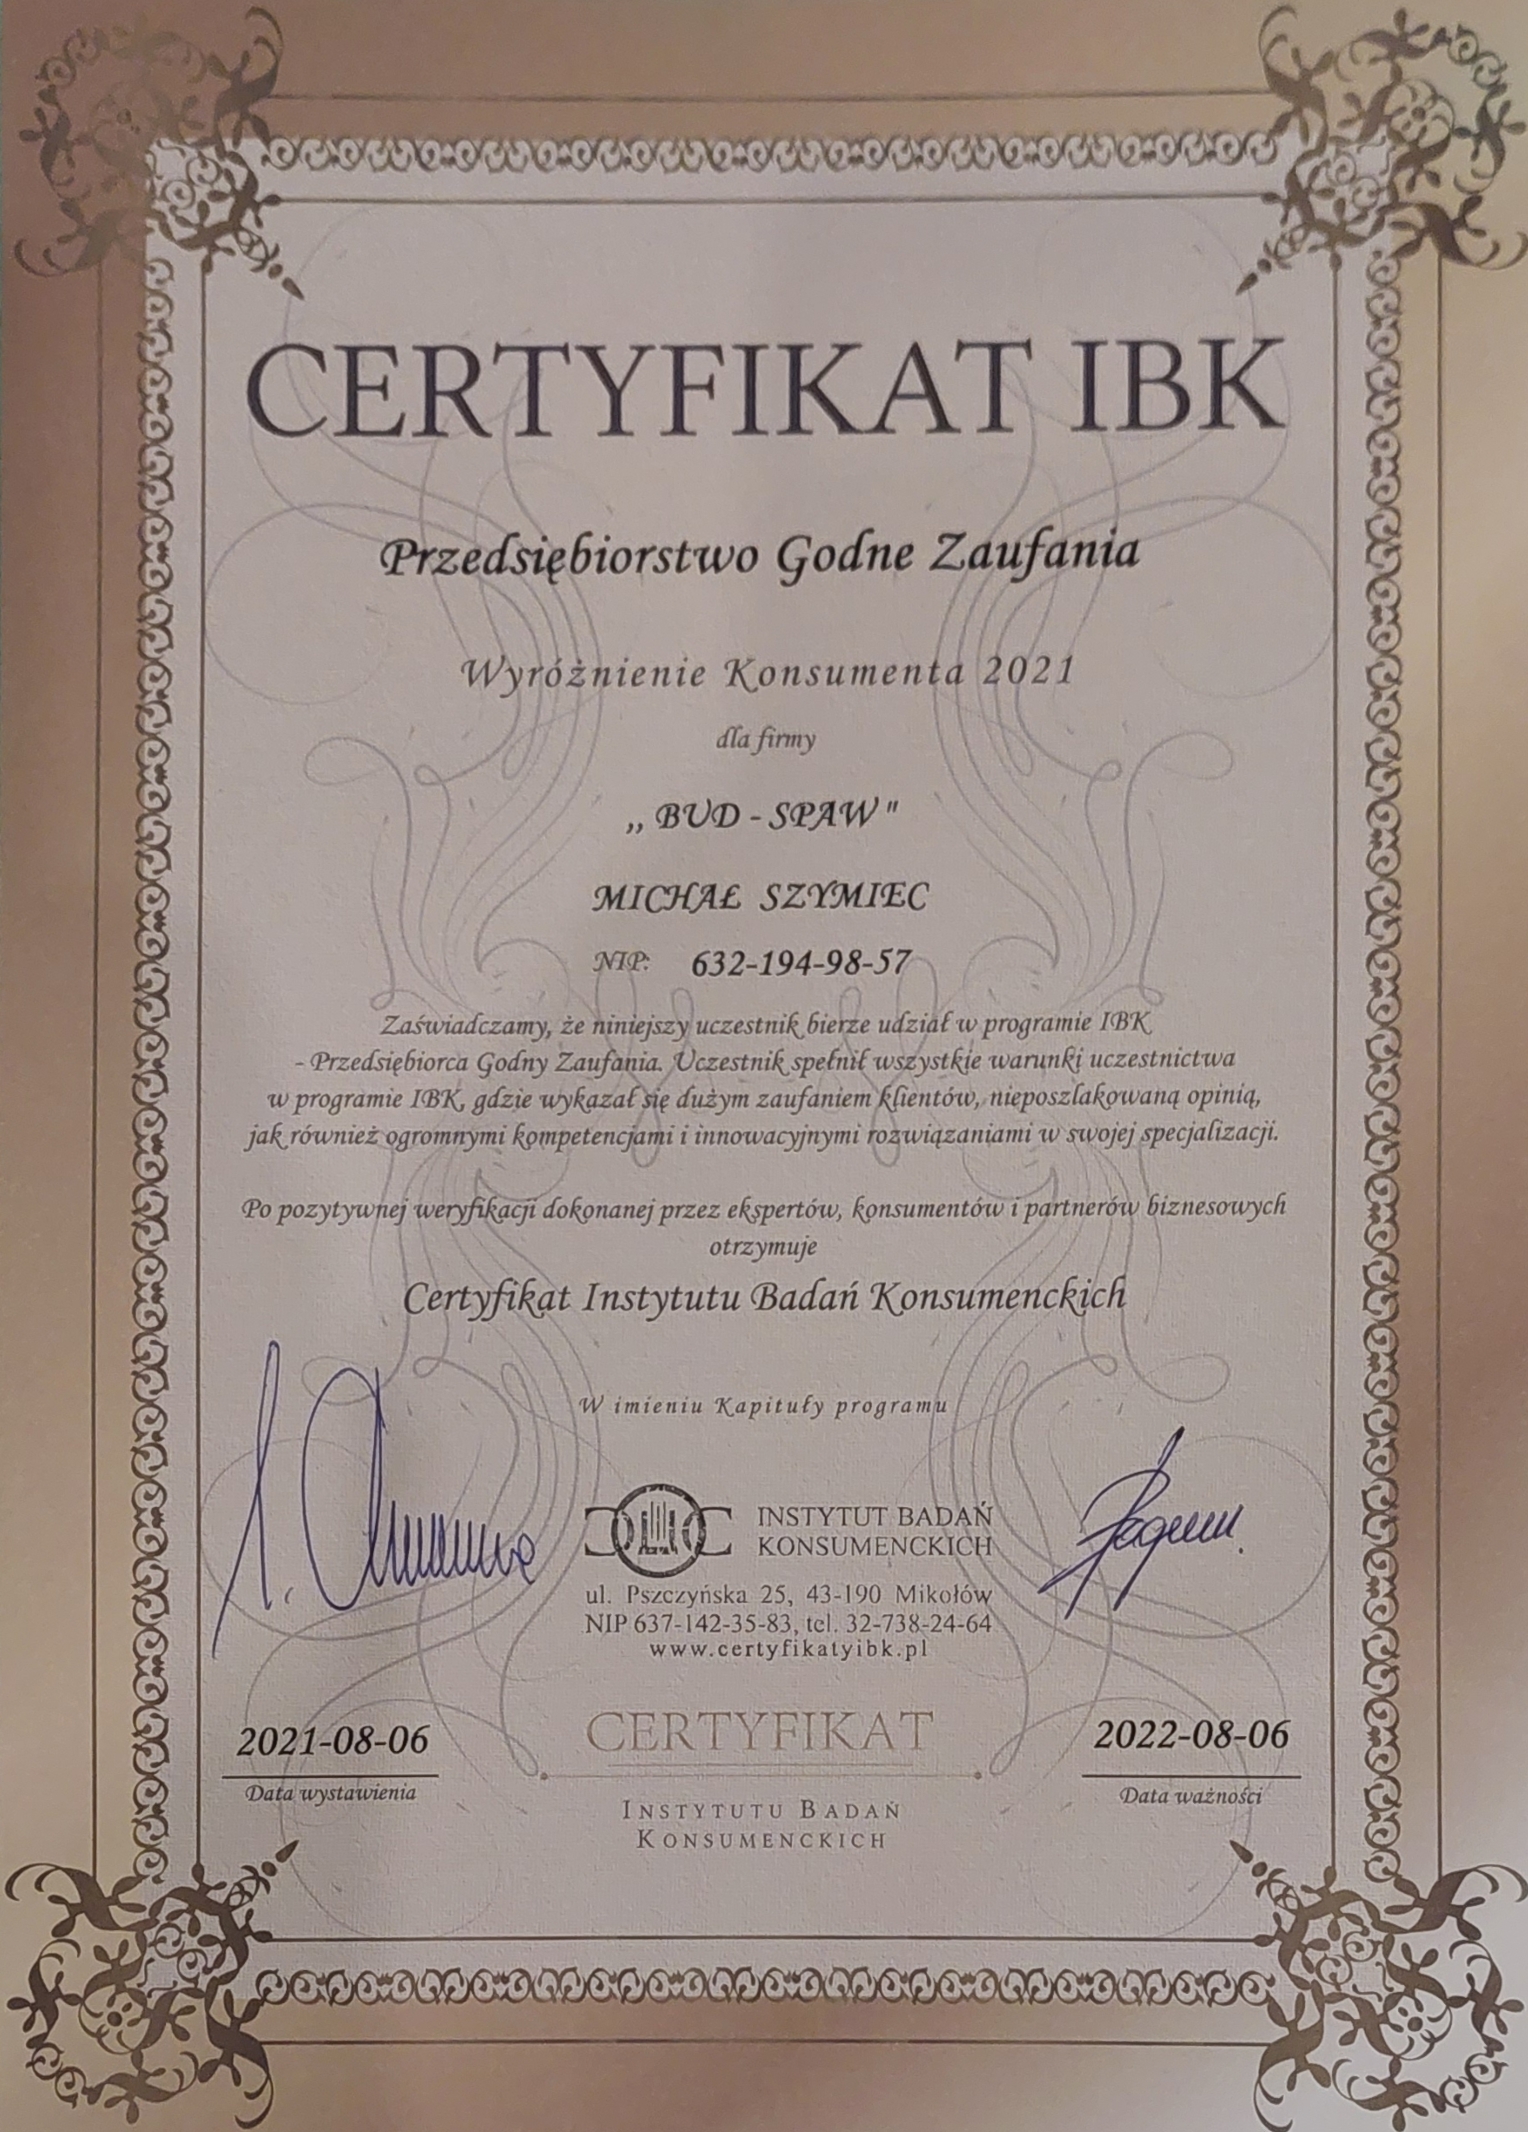 CERTYFIKAT IBK
Przedsiębiorstwo Godne Zaufania
Wyróżnienie Konsumenta 2021
dla firmy
,, BUD - SPAW "
MICHAŁ SZYMIEC
NIP: 632-194-98-57
Zaświadczamy, że niniejszy uczestnik bierze udział w programie IBK
- Przedsiębiorca Godny Zaufania. Uczestnik spełnił wszystkie warunki uczestnictwa
w programie IBK, gdzie wykazał się dużym zaufaniem klientów, nieposzlakowaną opinią,
jak również ogromnymi kompetencjami i innowacyjnymi rozwiązaniami w swojej specjalizacji.
Po pozytywnej weryfikacji dokonanej przez ekspertów, konsumentów i partnerów biznesowych
otrzymuje
Certyfikat Instytutu Badań Konsumenckich
W imieniu Kapituły programu
INSTYTUT BADAŃ
KONSUMENCKICH
ul. Pszczyńska 25, 43-190 Mikołów
NIP 637-142-35-83, tel. 32-738-24-64
www.certyfikatyibk.pl
2021-08-06
Data wystawienia
CERTYFIKAT
INSTYTUTU BADAŃ
KONSUMENCKICH
2022-08-06
Data ważności